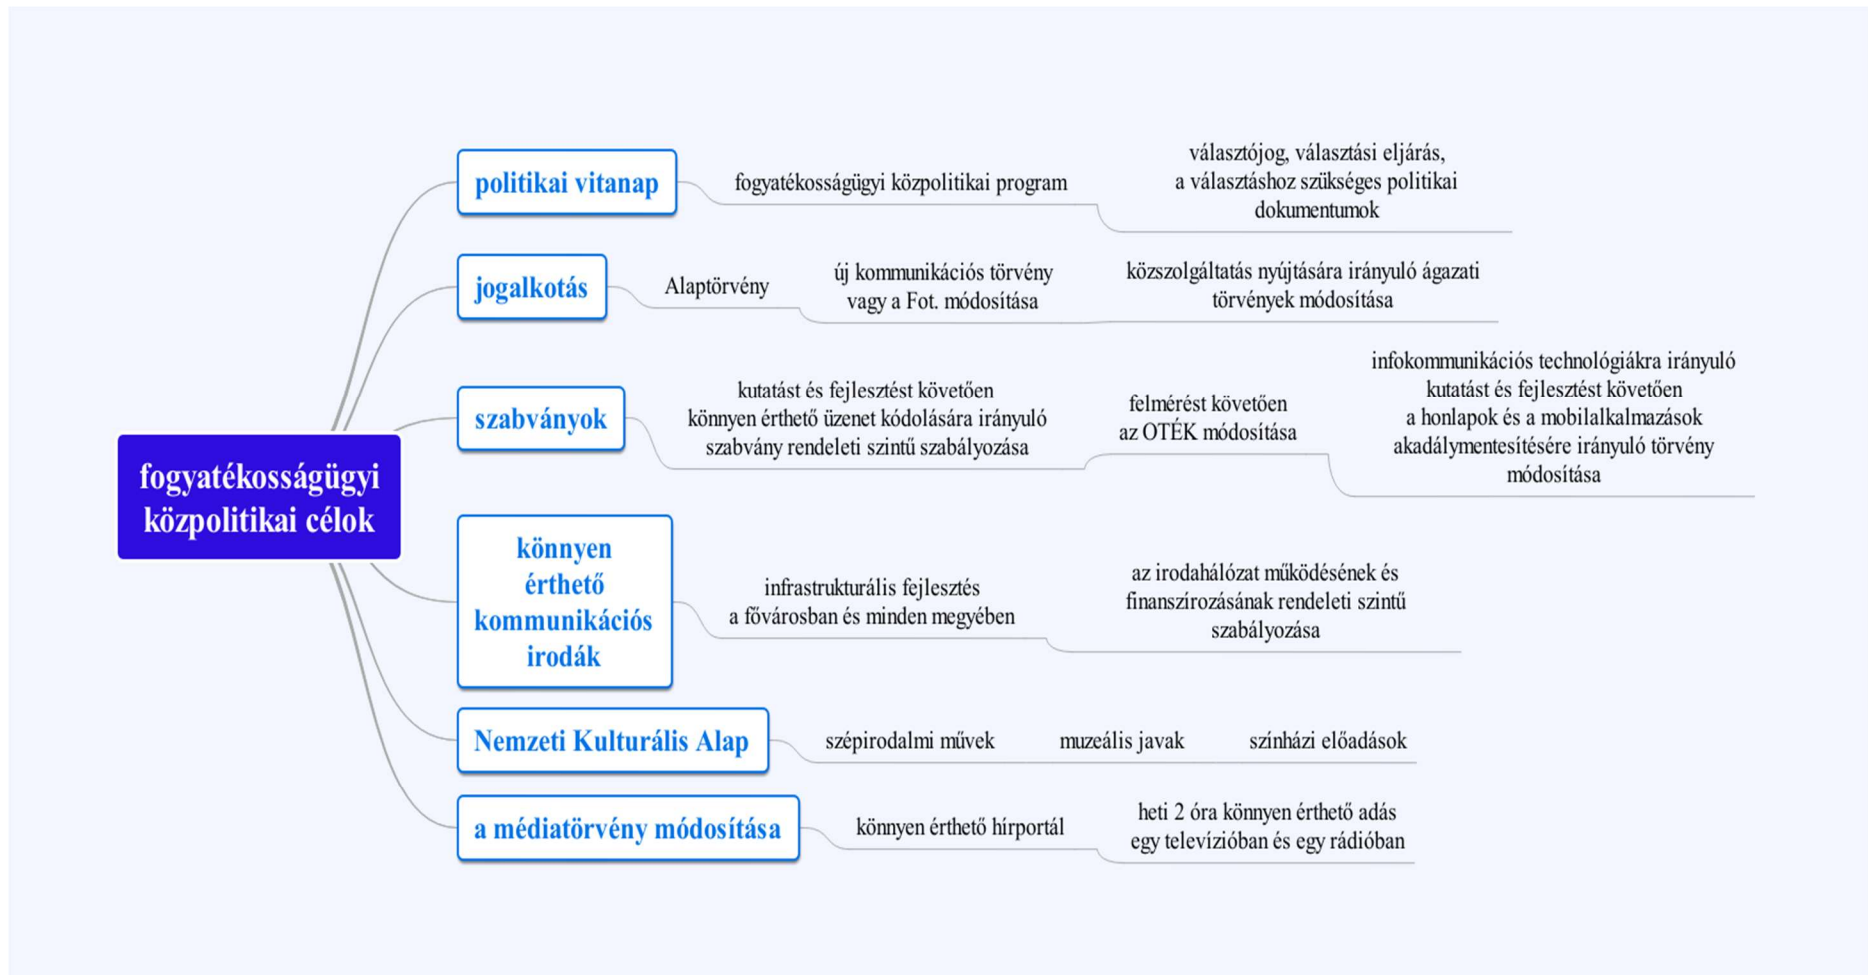 fogyatékosságügyi
közpolitikai célok
politikai vitanap
fogyatékosságügyi közpolitikai program
választójog, választási eljárás,
a választáshoz szükséges politikai
dokumentumok
jogalkotás
Alaptörvény
új kommunikációs törvény
vagy a Fot. módosítása
közszolgáltatás nyújtására irányuló ágazati
törvények módosítása
szabványok
kutatást és fejlesztést követően
könnyen érthető üzenet kódolására irányuló
szabvány rendeleti szintű szabályozása
felmérést követően
az OTÉK módosítása
infokommunikációs technológiákra irányuló
kutatást és fejlesztést követően
a honlapok és a mobilalkalmazások
akadálymentesítésére irányuló törvény
módosítása
könnyen
érthető
kommunikációs
irodák
infrastrukturális fejlesztés
a fővárosban és minden megyében
az irodahálózat működésének és
finanszírozásának rendeleti szintű
szabályozása
Nemzeti Kulturális Alap
szépirodalmi művek
muzeális javak
színházi előadások
a médiatörvény módosítása
könnyen érthető hírportál
heti 2 óra könnyen érthető adás
egy televízióban és egy rádióban